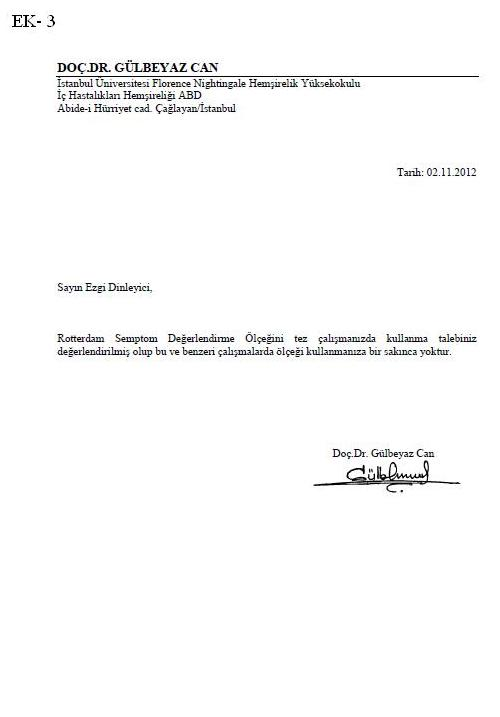 EK- 3
DOÇ.DR. GÜLBEYAZ CAN
İstanbul Üniversitesi Florence Nightingale Hemşirelik Yüksekokulu
İç Hastalıkları Hemşireliği ABD
Abide-i Hürriyet cad. Çağlayan/İstanbul
Tarih: 02.11.2012
Sayın Ezgi Dinleyici,
Rotterdam Semptom Değerlendirme Ölçeğini tez çalışmanızda kullanma talebiniz
değerlendirilmiş olup bu ve benzeri çalışmalarda ölçeği kullanmanıza bir sakınca yoktur.
Doç.Dr. Gülbeyaz Can